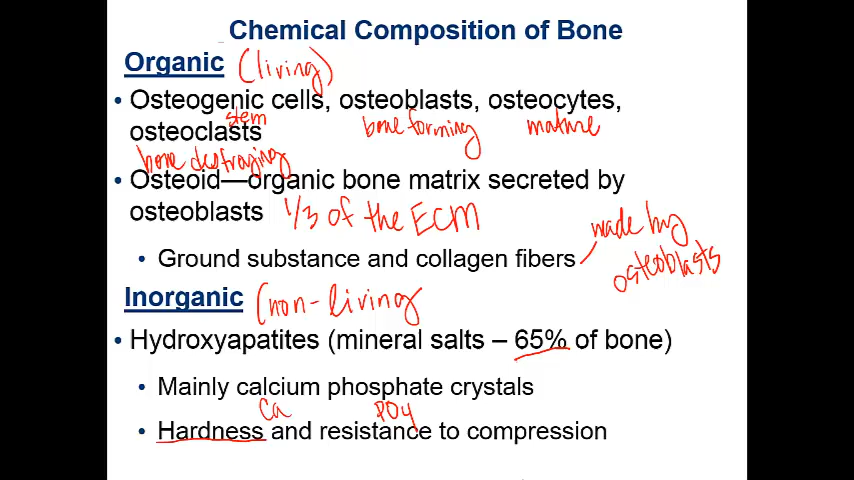 Chemical Composition of Bone
Organic (living)
• Osteogenic cells, osteoblasts, osteocytes,
stem
osteoclasts bone forming mature
bone destroying
• Osteoid—organic bone matrix secreted by
osteoblasts 1/3 of the ECM
made by
• Ground substance and collagen fibers
osteoblasts
Inorganic (non-living
• Hydroxyapatites (mineral salts – 65% of bone)
• Mainly calcium phosphate crystals
Ca PO4
• Hardness and resistance to compression